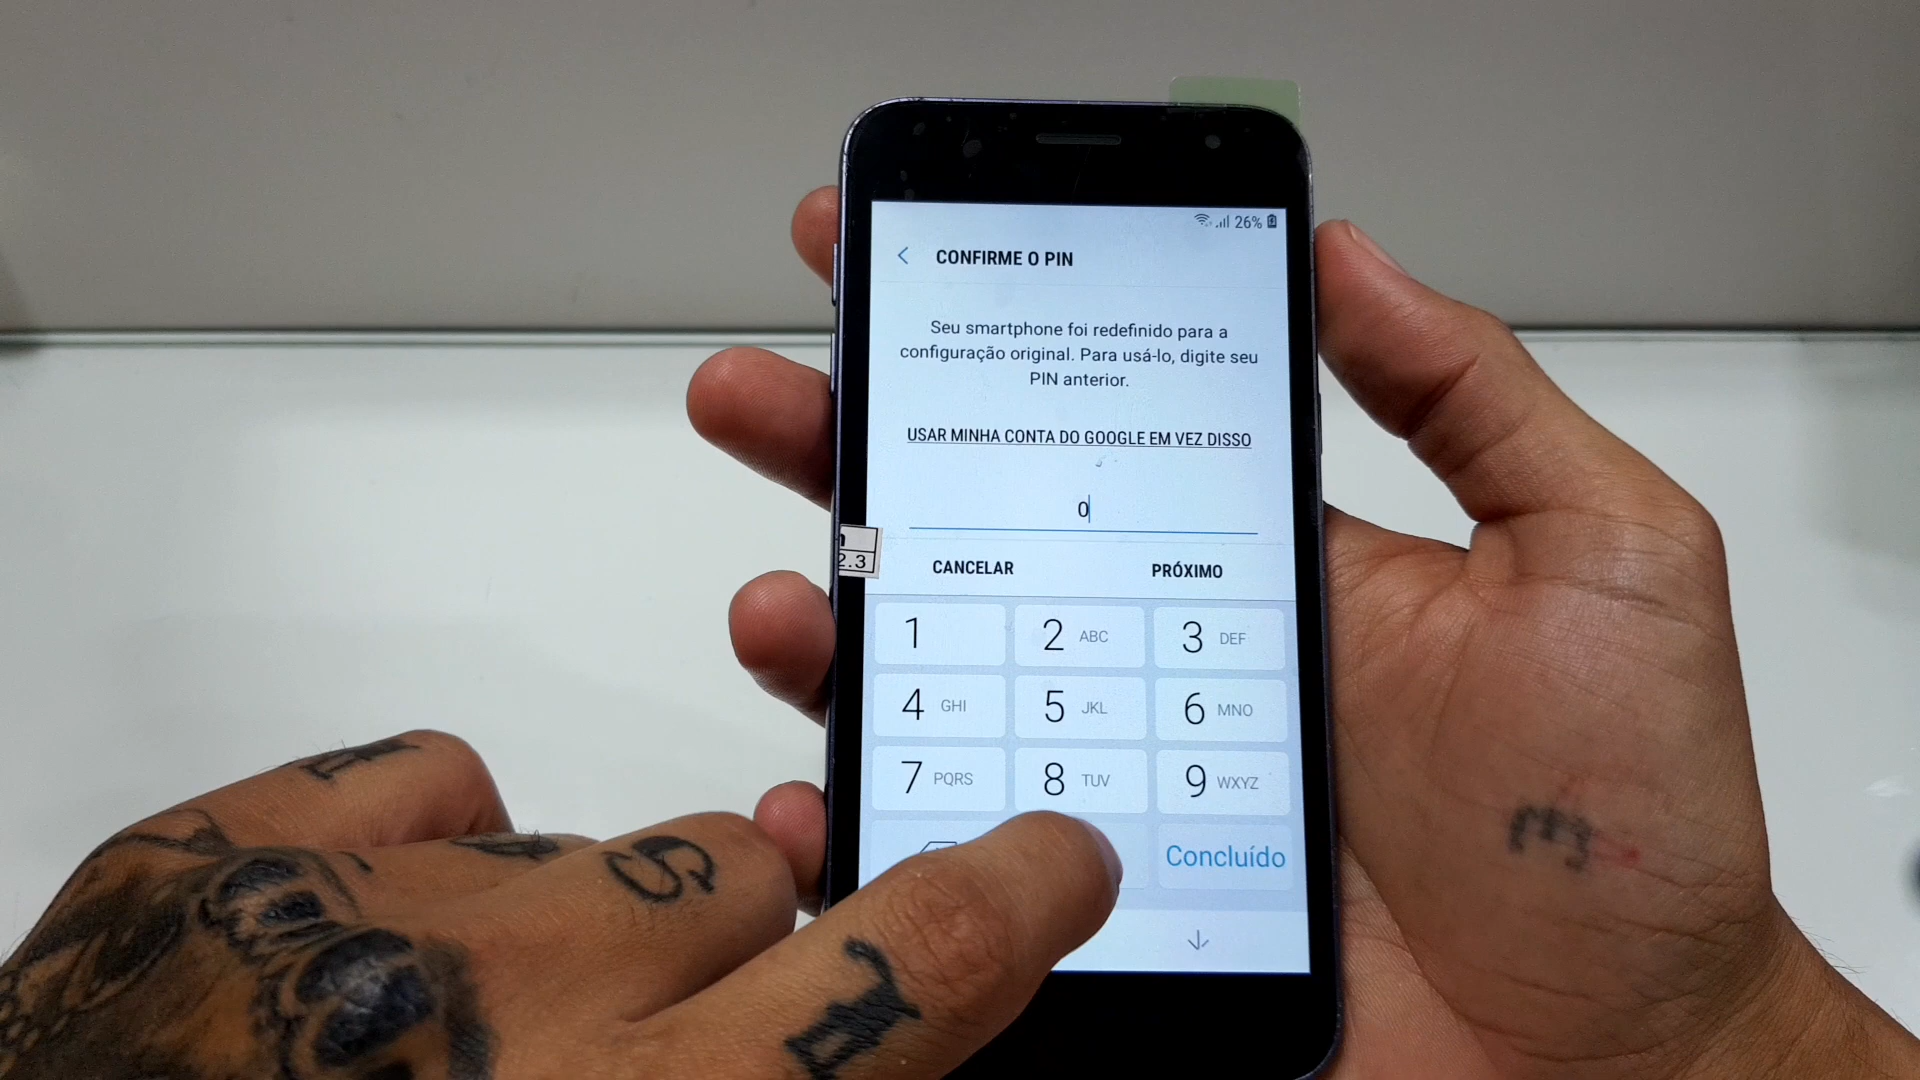 26%
CONFIRME O PIN
Seu smartphone foi redefinido para a
configuração original. Para usá-lo, digite seu
PIN anterior.
USAR MINHA CONTA DO GOOGLE EM VEZ DISSO
0
2.3
CANCELAR PRÓXIMO
1 2 ABC 3 DEF
4 GHI 5 JKL 6 MNO
7 PQRS 8 TUV 9 WXYZ
Concluído